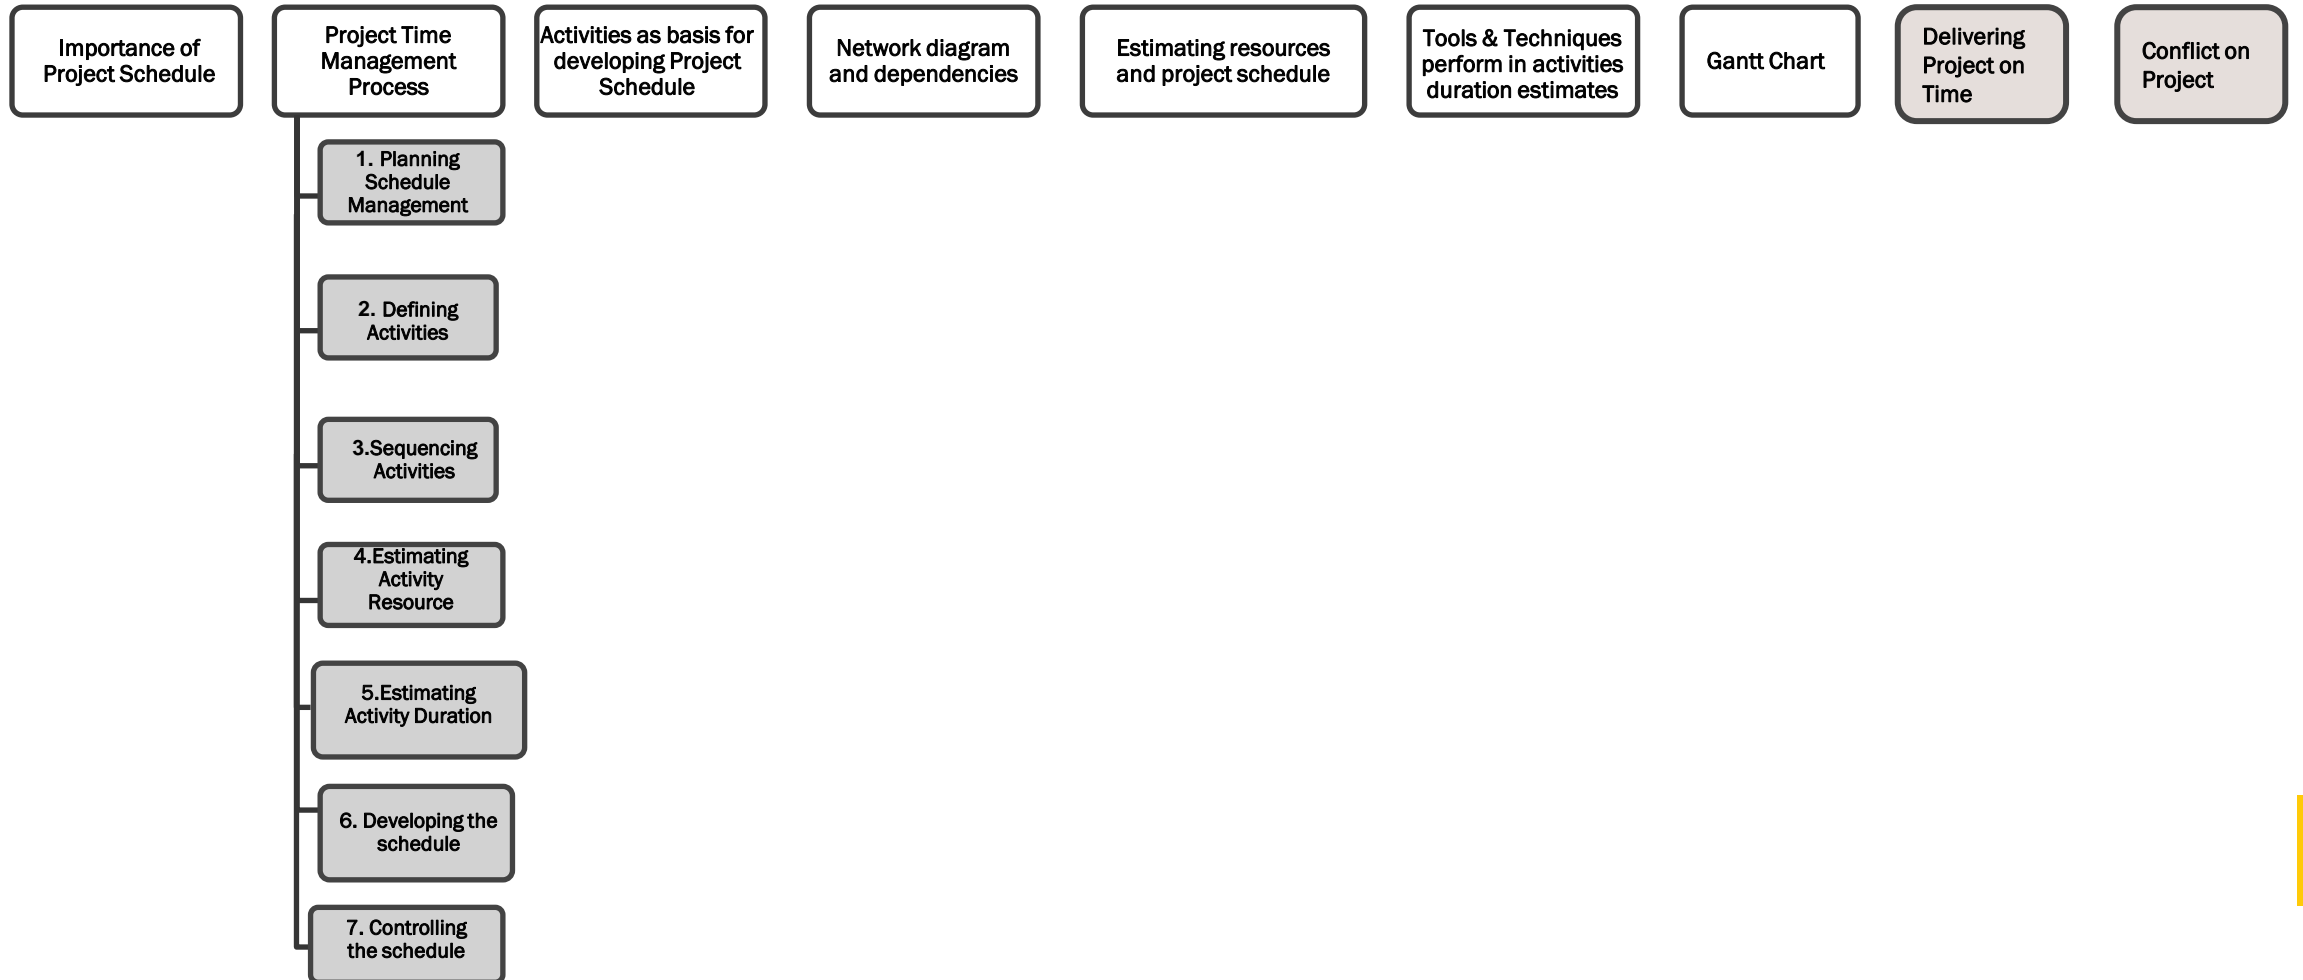 Importance of
Project Schedule
Project Time
Management
Process
Activities as basis for
developing Project
Schedule
Network diagram
and dependencies
Estimating resources
and project schedule
Tools & Techniques
perform in activities
duration estimates
Gantt Chart
Delivering
Project on
Time
Conflict on
Project
1. Planning
Schedule
Management
2. Defining
Activities
3.Sequencing
Activities
4.Estimating
Activity
Resource
5.Estimating
Activity Duration
6. Developing the
schedule
7. Controlling
the schedule